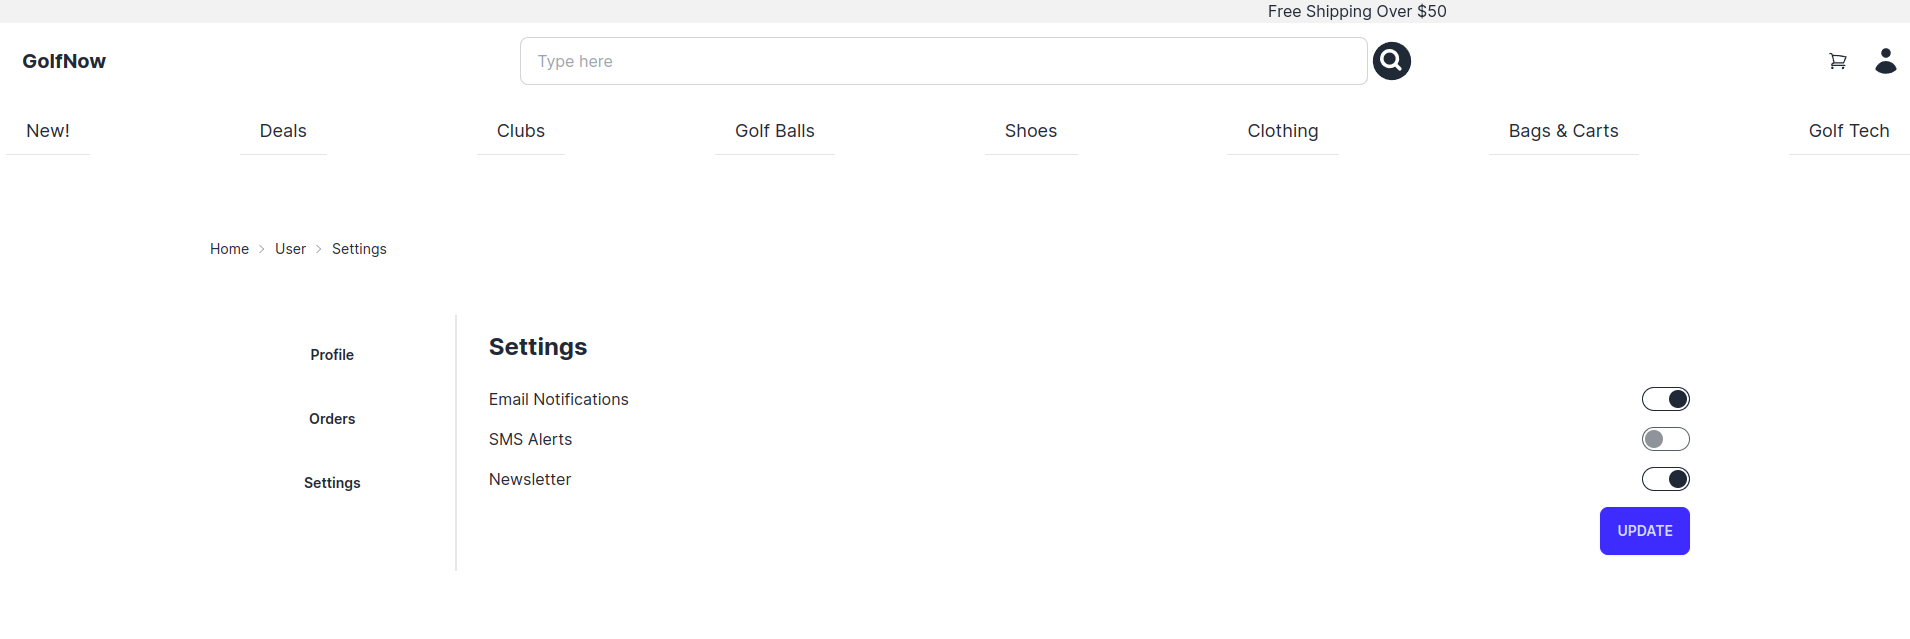 Free Shipping Over $50
GolfNow
Type here
New!
Deals
Clubs
Golf Balls
Shoes
Clothing
Bags & Carts
Golf Tech
Home
User
Settings
Profile
Orders
Settings
Settings
Email Notifications
SMS Alerts
Newsletter
UPDATE